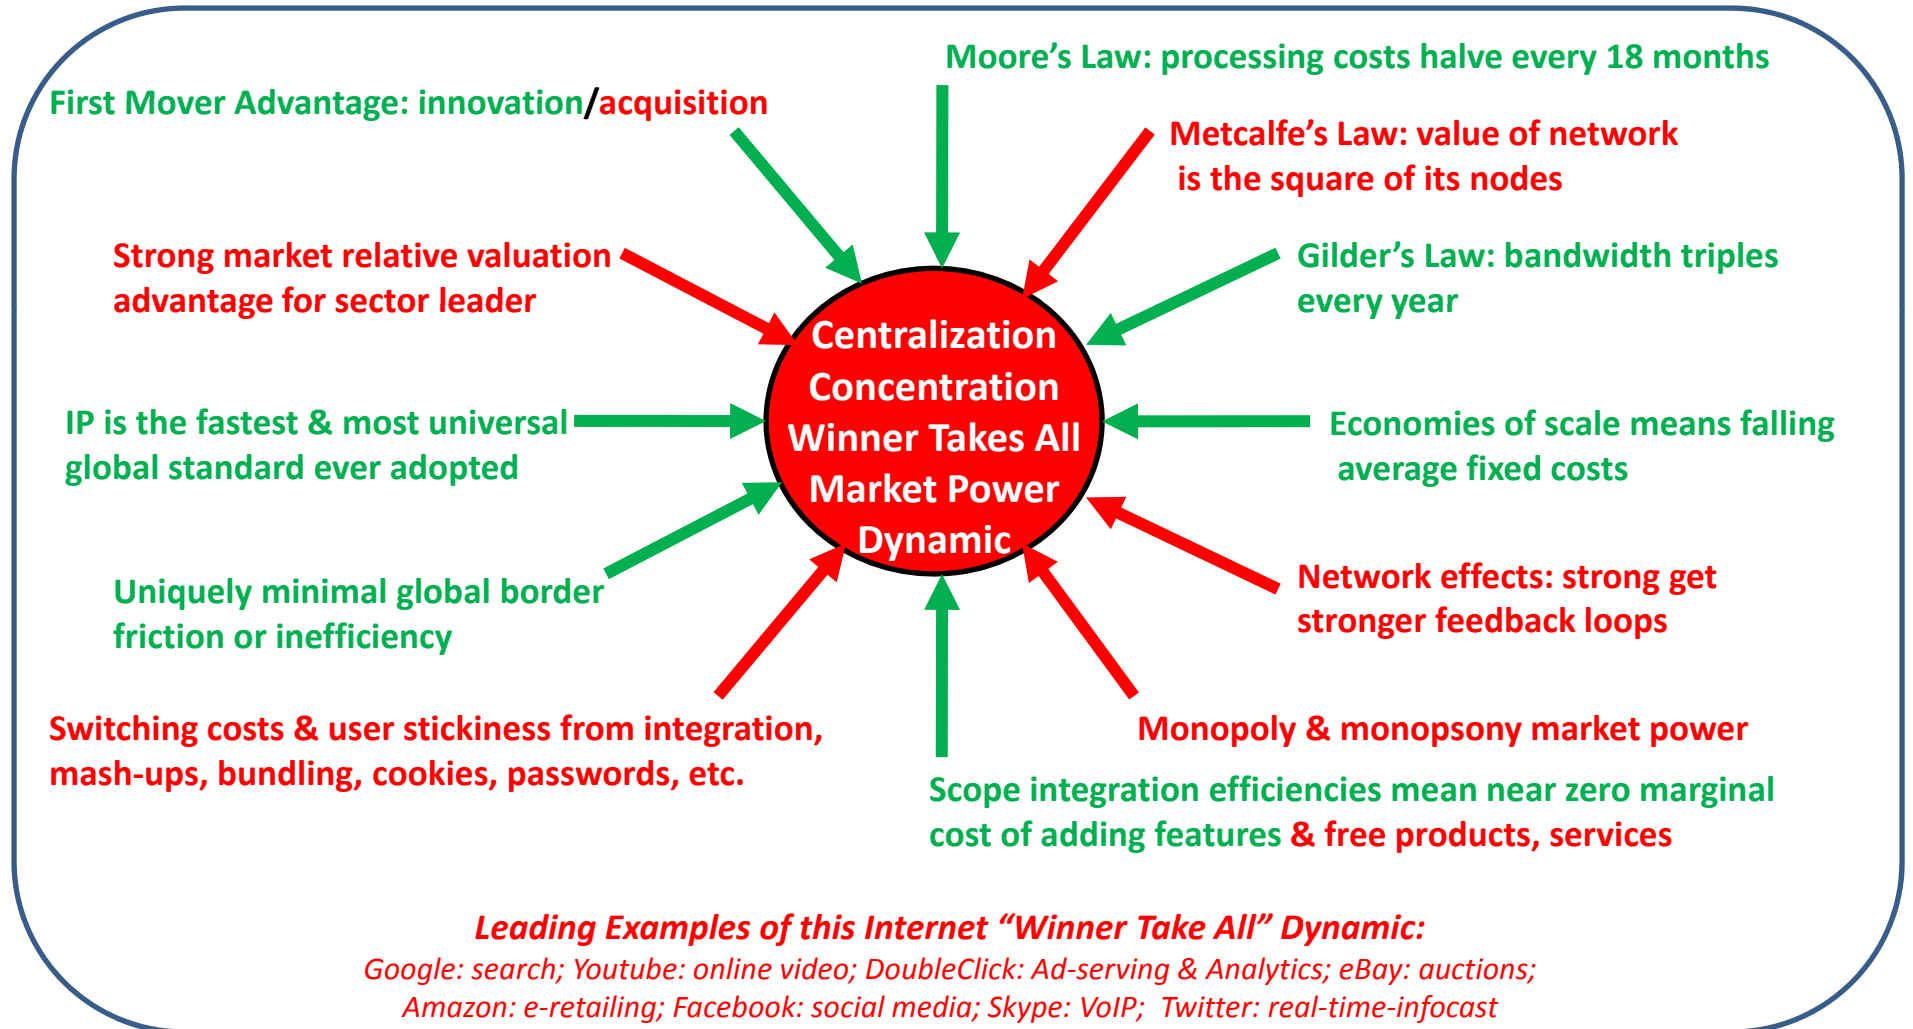 Moore’s Law: processing costs halve every 18 months
First Mover Advantage: innovation/acquisition
Metcalfe’s Law: value of network
is the square of its nodes
Strong market relative valuation
advantage for sector leader
Gilder’s Law: bandwidth triples
every year
Centralization
Concentration
Winner Takes All
Market Power
Dynamic
IP is the fastest & most universal
global standard ever adopted
Economies of scale means falling
average fixed costs
Uniquely minimal global border
friction or inefficiency
Network effects: strong get
stronger feedback loops
Switching costs & user stickiness from integration,
mash-ups, bundling, cookies, passwords, etc.
Monopoly & monopsony market power
Scope integration efficiencies mean near zero marginal
cost of adding features & free products, services
Leading Examples of this Internet “Winner Take All” Dynamic:
Google: search; Youtube: online video; DoubleClick: Ad-serving & Analytics; eBay: auctions;
Amazon: e-retailing; Facebook: social media; Skype: VoIP; Twitter: real-time-infocast